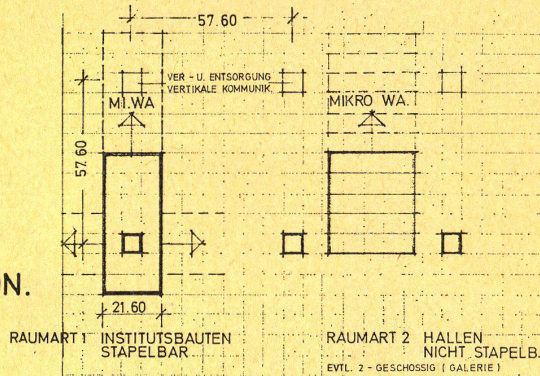 57.60
VER - U. ENTSORGUNG
VERTIKALE KOMMUNIK.
MI.WA
MIKRO WA.
57.60
N.
21.60
RAUMART 1 INSTITUTSBAUTEN
STAPELBAR
RAUMART 2 HALLEN
NICHT STAPELB.
EVTL. 2 - GESCHOSSIG ( GALERIE )